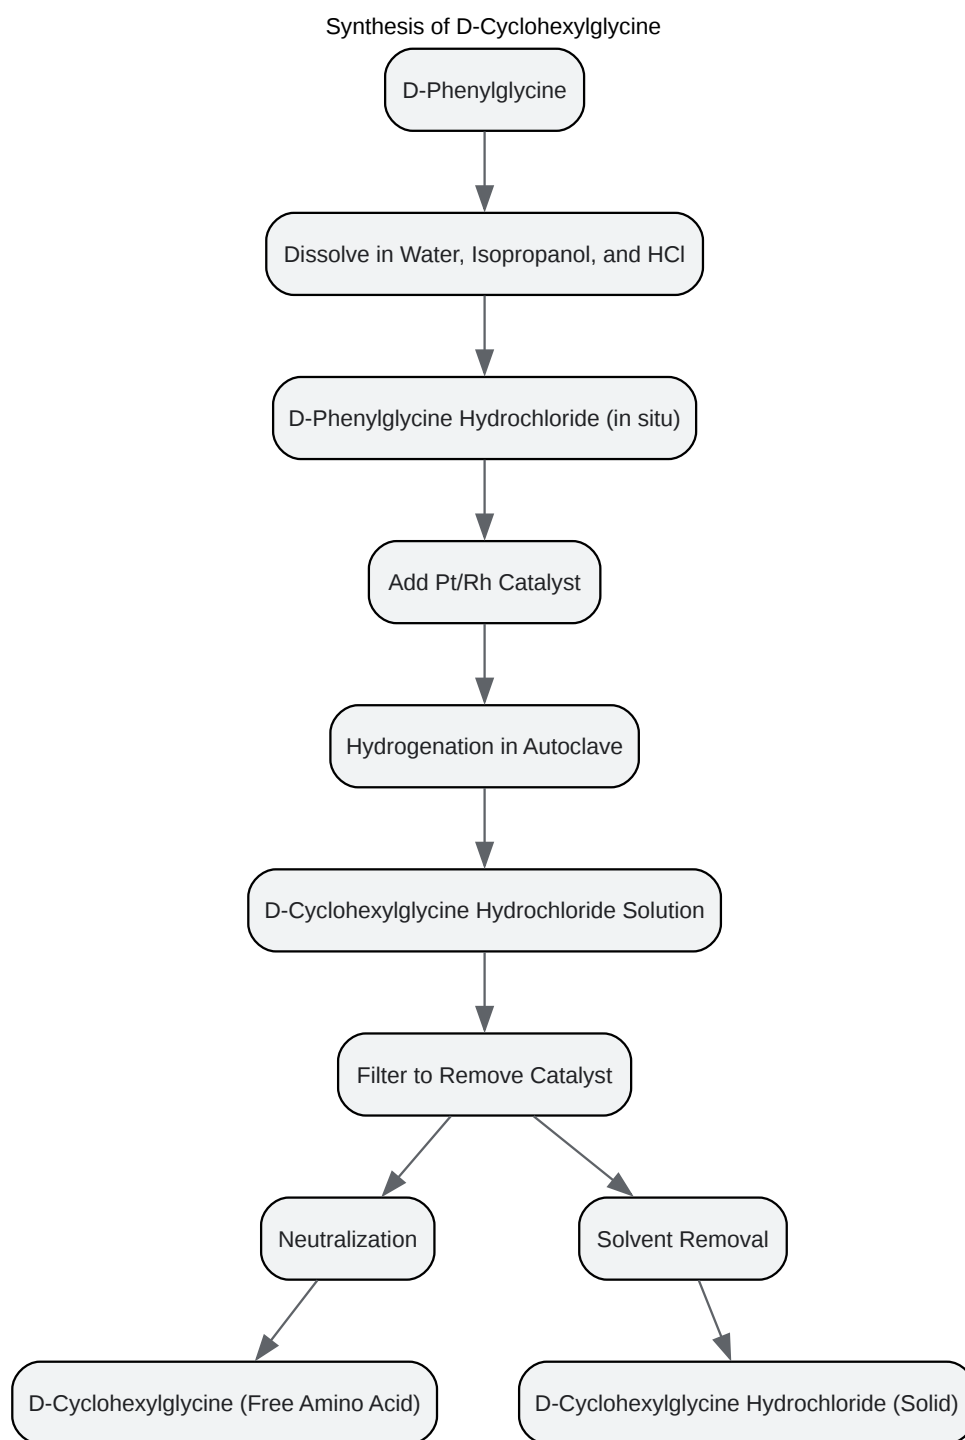 Synthesis of D-Cyclohexylglycine
D-Phenylglycine
Dissolve in Water, Isopropanol, and HCl
D-Phenylglycine Hydrochloride (in situ)
Add Pt/Rh Catalyst
Hydrogenation in Autoclave
D-Cyclohexylglycine Hydrochloride Solution
Filter to Remove Catalyst
Neutralization
Solvent Removal
D-Cyclohexylglycine (Free Amino Acid)
D-Cyclohexylglycine Hydrochloride (Solid)